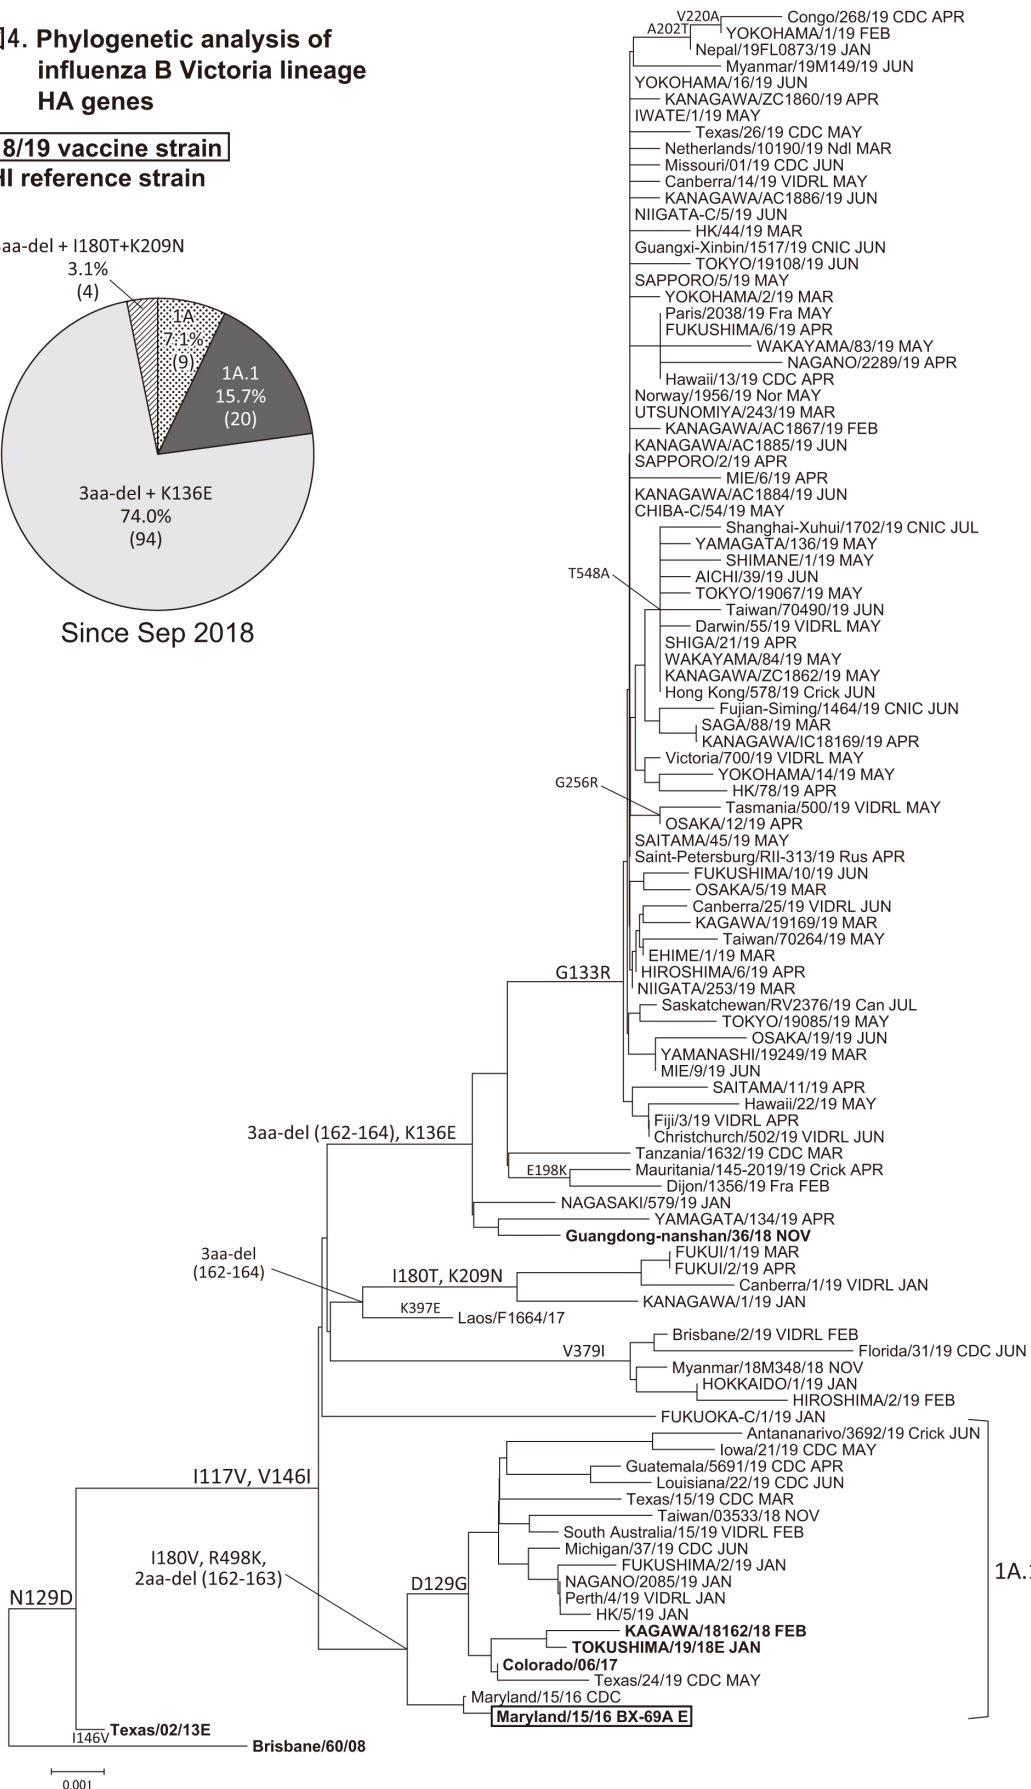 4. Phylogenetic analysis of
influenza B Victoria lineage
HA genes
8/19 vaccine strain
HI reference strain
3aa-del + I180T+K209N
3.1%
(4)
1A
7.1%
(9)
1A.1
15.7%
(20)
3aa-del + K136E
74.0%
(94)
Since Sep 2018
V220A
Congo/268/19 CDC APR
A202T
YOKOHAMA/1/19 FEB
Nepal/19FL0873/19 JAN
Myanmar/19M149/19 JUN
YOKOHAMA/16/19 JUN
KANAGAWA/ZC1860/19 APR
IWATE/1/19 MAY
Texas/26/19 CDC MAY
Netherlands/10190/19 Ndl MAR
Missouri/01/19 CDC JUN
Canberra/14/19 VIDRL MAY
KANAGAWA/AC1886/19 JUN
NIIGATA-C/5/19 JUN
HK/44/19 MAR
Guangxi-Xinbin/1517/19 CNIC JUN
TOKYO/19108/19 JUN
SAPPORO/5/19 MAY
YOKOHAMA/2/19 MAR
Paris/2038/19 Fra MAY
FUKUSHIMA/6/19 APR
WAKAYAMA/83/19 MAY
NAGANO/2289/19 APR
Hawaii/13/19 CDC APR
Norway/1956/19 Nor MAY
UTSUNOMIYA/243/19 MAR
KANAGAWA/AC1867/19 FEB
KANAGAWA/AC1885/19 JUN
SAPPORO/2/19 APR
MIE/6/19 APR
KANAGAWA/AC1884/19 JUN
CHIBA-C/54/19 MAY
Shanghai-Xuhui/1702/19 CNIC JUL
YAMAGATA/136/19 MAY
SHIMANE/1/19 MAY
T548A
AICHI/39/19 JUN
TOKYO/19067/19 MAY
Taiwan/70490/19 JUN
Darwin/55/19 VIDRL MAY
SHIGA/21/19 APR
WAKAYAMA/84/19 MAY
KANAGAWA/ZC1862/19 MAY
Hong Kong/578/19 Crick JUN
Fujian-Siming/1464/19 CNIC JUN
SAGA/88/19 MAR
KANAGAWA/IC18169/19 APR
Victoria/700/19 VIDRL MAY
YOKOHAMA/14/19 MAY
G256R
HK/78/19 APR
Tasmania/500/19 VIDRL MAY
OSAKA/12/19 APR
SAITAMA/45/19 MAY
Saint-Petersburg/RII-313/19 Rus APR
FUKUSHIMA/10/19 JUN
OSAKA/5/19 MAR
Canberra/25/19 VIDRL JUN
KAGAWA/19169/19 MAR
Taiwan/70264/19 MAY
EHIME/1/19 MAR
G133R
HIROSHIMA/6/19 APR
NIIGATA/253/19 MAR
Saskatchewan/RV2376/19 Can JUL
TOKYO/19085/19 MAY
OSAKA/19/19 JUN
YAMANASHI/19249/19 MAR
MIE/9/19 JUN
SAITAMA/11/19 APR
Hawaii/22/19 MAY
Fiji/3/19 VIDRL APR
3aa-del (162-164), K136E
Christchurch/502/19 VIDRL JUN
Tanzania/1632/19 CDC MAR
E198K
Mauritania/145-2019/19 Crick APR
Dijon/1356/19 Fra FEB
NAGASAKI/579/19 JAN
YAMAGATA/134/19 APR
Guangdong-nanshan/36/18 NOV
3aa-del
(162-164)
FUKUI/1/19 MAR
FUKUI/2/19 APR
I180T, K209N
Canberra/1/19 VIDRL JAN
KANAGAWA/1/19 JAN
K397E
Laos/F1664/17
Brisbane/2/19 VIDRL FEB
V379I
Florida/31/19 CDC JUN
Myanmar/18M348/18 NOV
HOKKAIDO/1/19 JAN
HIROSHIMA/2/19 FEB
FUKUOKA-C/1/19 JAN
Antananarivo/3692/19 Crick JUN
Iowa/21/19 CDC MAY
Guatemala/5691/19 CDC APR
I117V, V146I
Louisiana/22/19 CDC JUN
Texas/15/19 CDC MAR
Taiwan/03533/18 NOV
South Australia/15/19 VIDRL FEB
Michigan/37/19 CDC JUN
I180V, R498K,
2aa-del (162-163)
FUKUSHIMA/2/19 JAN
1A.1
D129G
NAGANO/2085/19 JAN
N129D
Perth/4/19 VIDRL JAN
HK/5/19 JAN
KAGAWA/18162/18 FEB
TOKUSHIMA/19/18E JAN
Colorado/06/17
Texas/24/19 CDC MAY
Maryland/15/16 CDC
Maryland/15/16 BX-69A E
Texas/02/13E
I146V
Brisbane/60/08
0.001